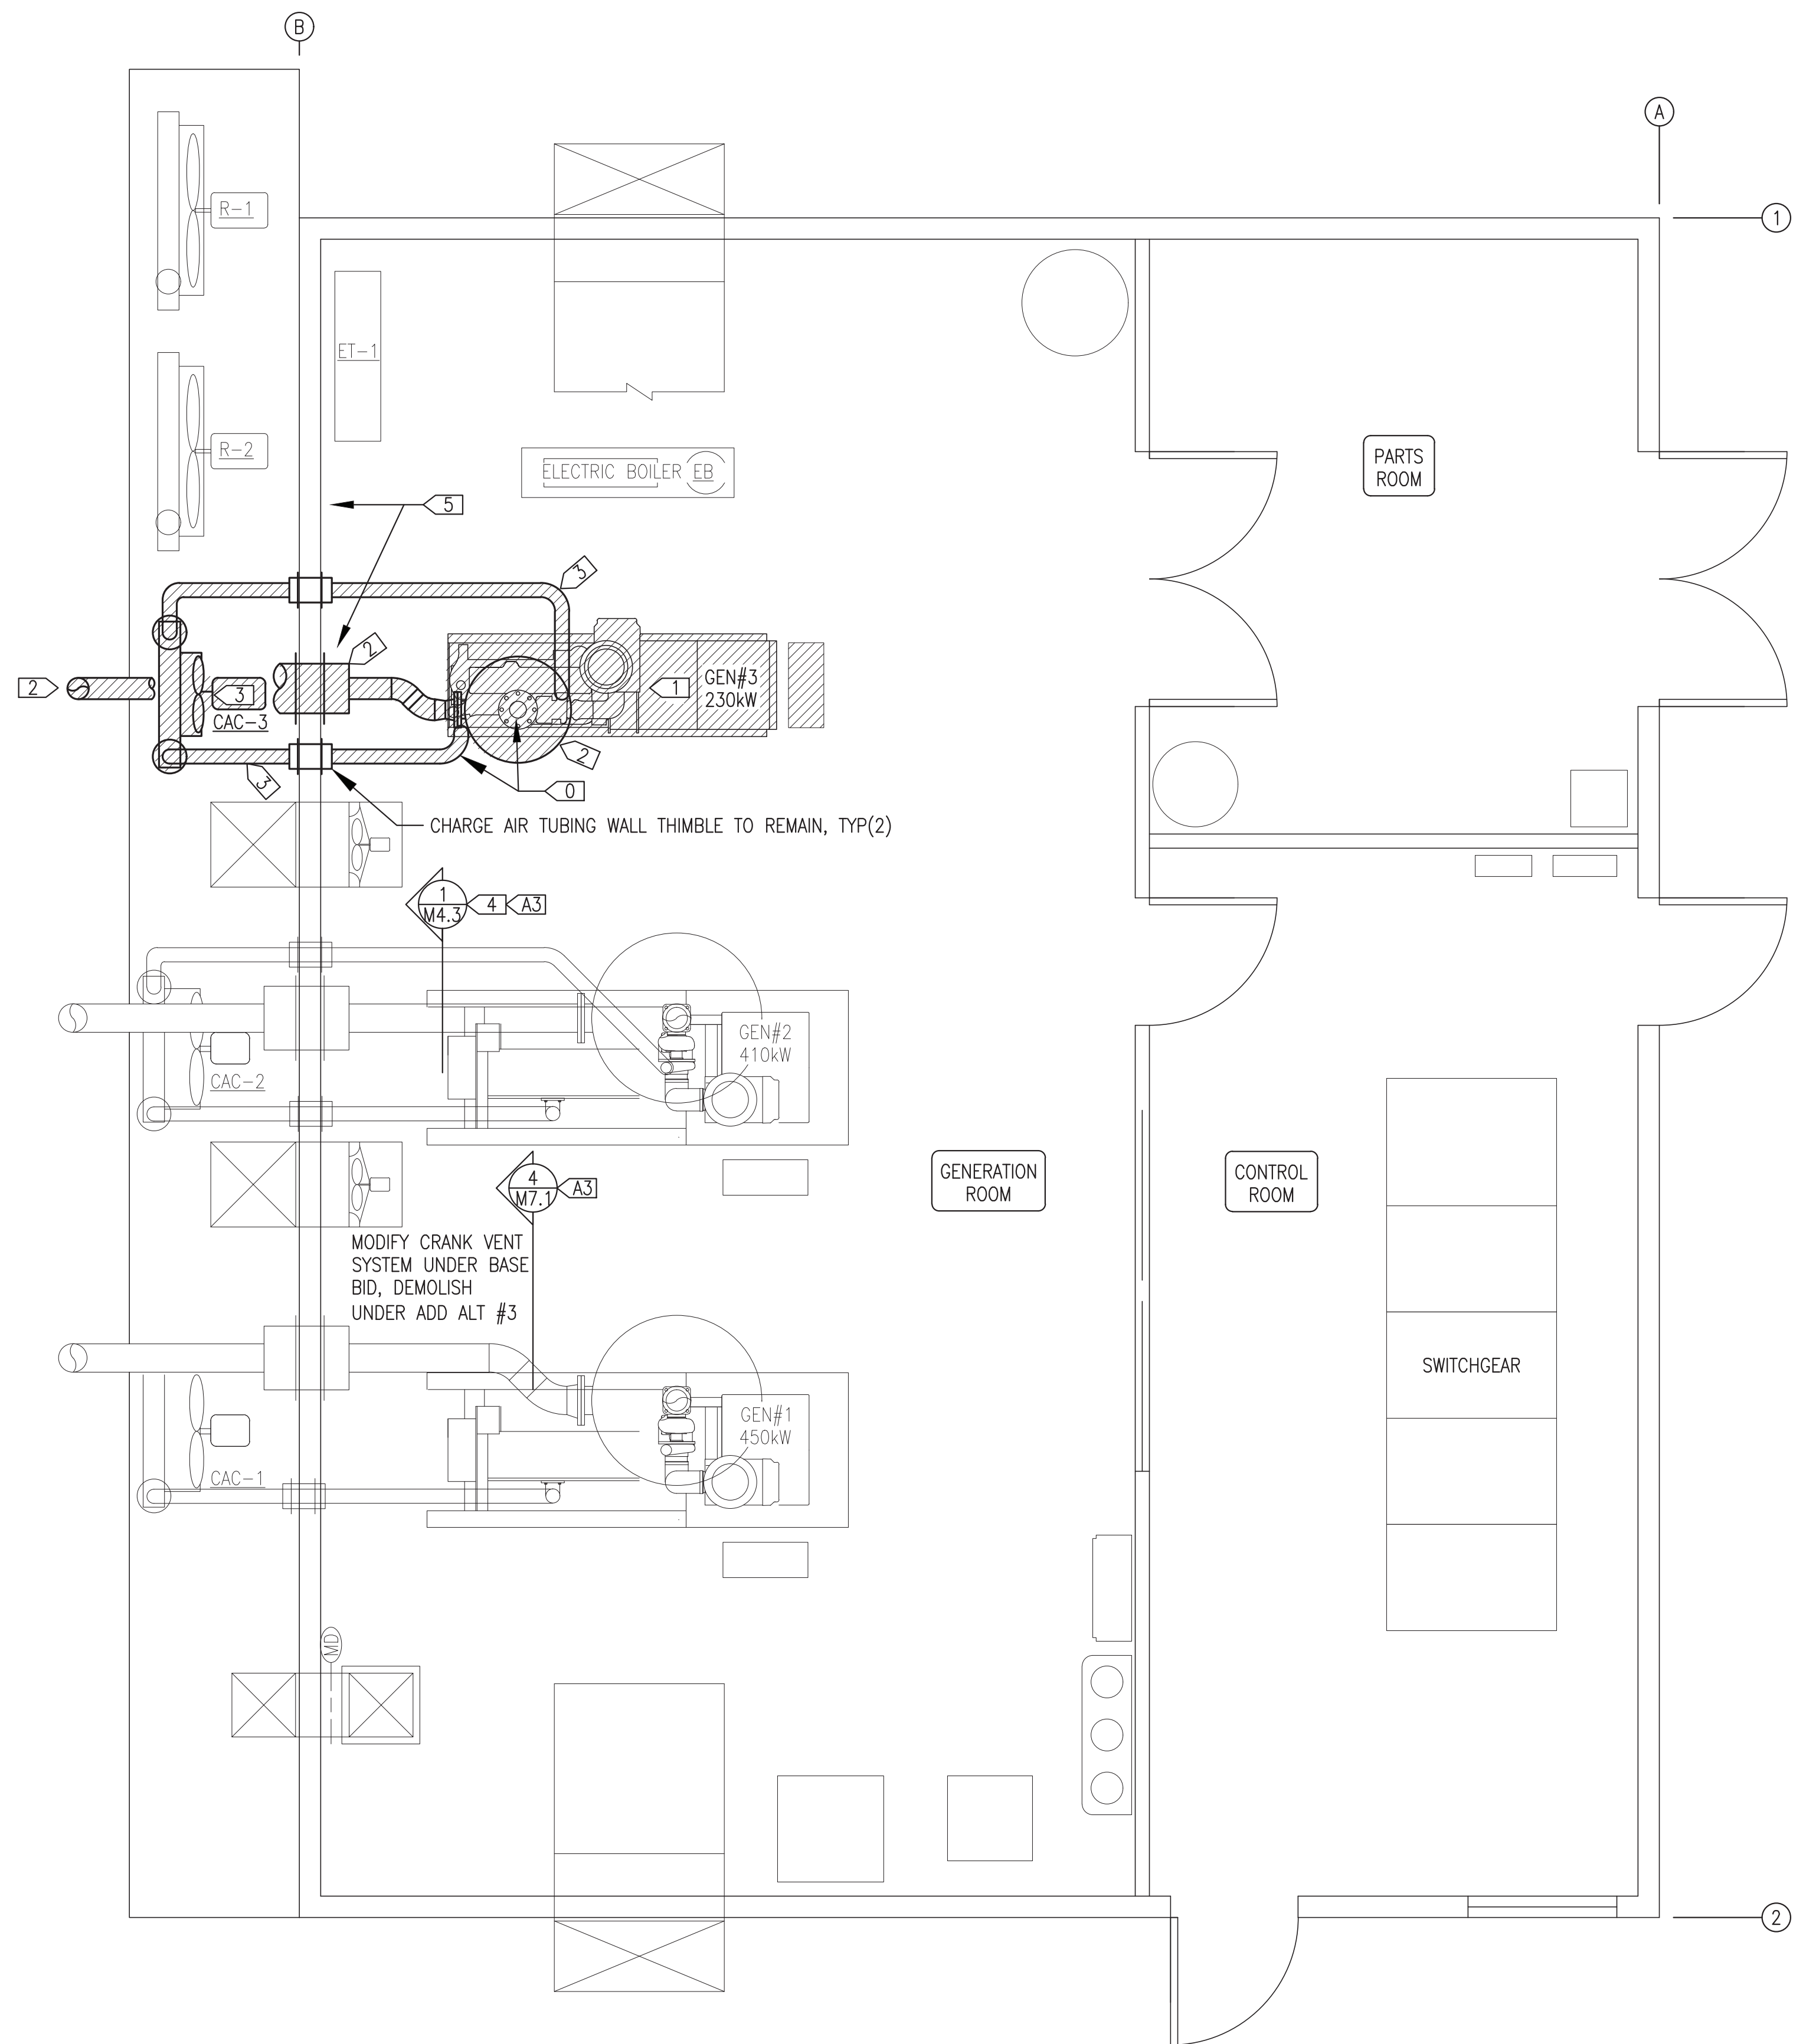 B
A
R-1
1
ET-1
R-2
PARTS
ROOM
ELECTRIC BOILER EB
5
3
2
2
3
1
GEN#3
230kW
CAC-3
2
3
0
CHARGE AIR TUBING WALL THIMBLE TO REMAIN, TYP(2)
1
M4.3
4
A3
GEN#2
410kW
CAC-2
4
M7.1
A3
GENERATION
ROOM
CONTROL
ROOM
MODIFY CRANK VENT
SYSTEM UNDER BASE
BID, DEMOLISH
UNDER ADD ALT #3
SWITCHGEAR
GEN#1
450kW
CAC-1
MD
2